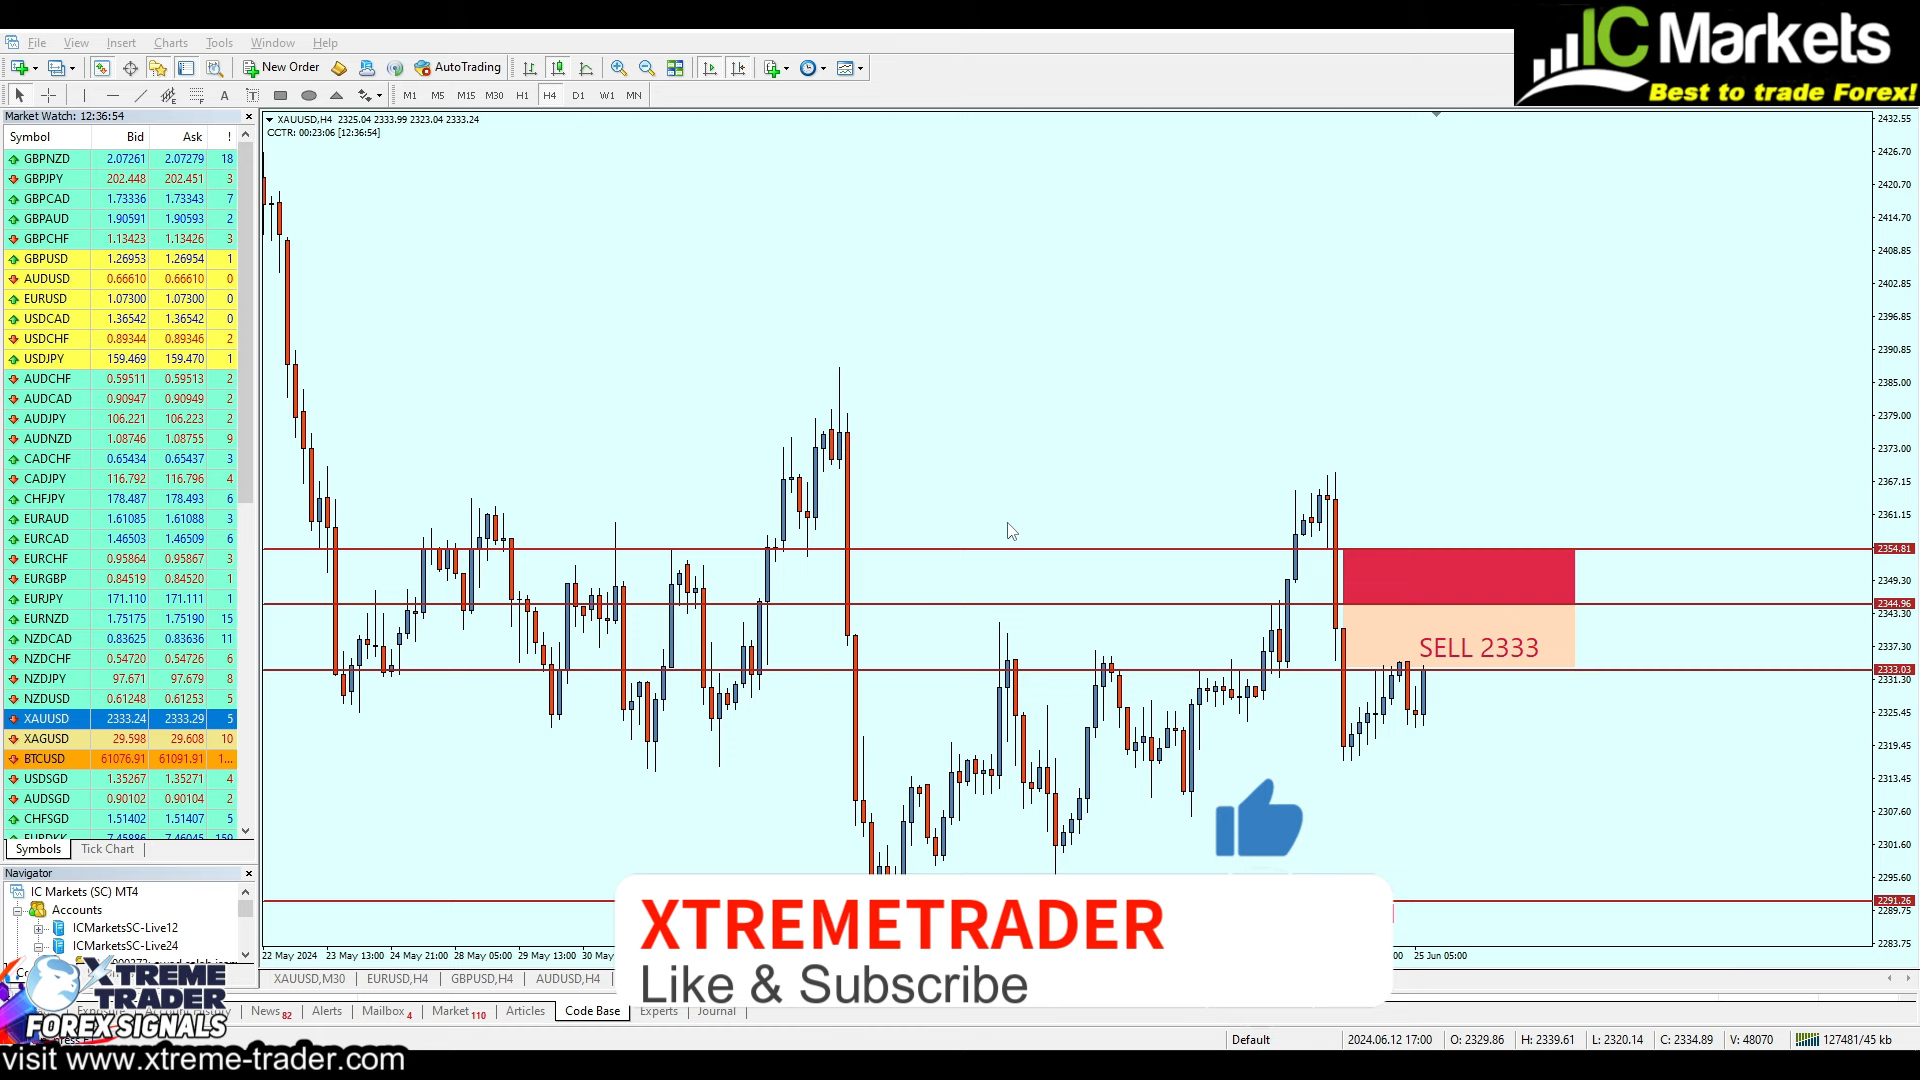 IC Markets
Best to trade Forex!
File View Insert Charts Tools Window Help
New Order AutoTrading
A T M1 M5 M15 M30 H1 H4 D1 W1 MN
Market Watch: 12:36:54
Symbol Bid Ask !
GBPNZD 2.07261 2.07279 18
GBPJPY 202.448 202.451 3
GBPCAD 1.73336 1.73343 7
GBPAUD 1.90591 1.90593 2
GBPCHF 1.13423 1.13426 3
GBPUSD 1.26953 1.26954 1
AUDUSD 0.66610 0.66610 0
EURUSD 1.07300 1.07300 0
USDCAD 1.36542 1.36542 0
USDCHF 0.89344 0.89346 2
USDJPY 159.469 159.470 1
AUDCHF 0.59511 0.59513 2
AUDCAD 0.90947 0.90949 2
AUDJPY 106.221 106.223 2
AUDNZD 1.08746 1.08755 9
CADCHF 0.65434 0.65437 3
CADJPY 116.792 116.796 4
CHFJPY 178.487 178.493 6
EURAUD 1.61085 1.61088 3
EURCAD 1.46503 1.46509 6
EURCHF 0.95864 0.95867 3
EURGBP 0.84519 0.84520 1
EURJPY 171.110 171.111 1
EURNZD 1.75175 1.75190 15
NZDCAD 0.83625 0.83636 11
NZDCHF 0.54720 0.54726 6
NZDJPY 97.671 97.679 8
NZDUSD 0.61248 0.61253 5
XAUUSD 2333.24 2333.29 5
XAGUSD 29.598 29.608 10
BTCUSD 61076.91 61091.91 1...
USDSGD 1.35267 1.35271 4
AUDSGD 0.90102 0.90104 2
CHFSGD 1.51402 1.51407 5
EURDKK 7.45886 7.46045 159
Symbols Tick Chart
Navigator
IC Markets (SC) MT4
Accounts
ICMarketsSC-Live12
ICMarketsSC-Live24
XAUUSD,H4 2325.04 2333.99 2323.04 2333.24
CCTR: 00:23:06 [12:36:54]
SELL 2333
2432.55
2426.70
2420.70
2414.70
2408.85
2402.85
2396.85
2390.85
2385.00
2379.00
2373.00
2367.15
2361.15
2354.81
2349.30
2344.96
2343.30
2337.30
2333.03
2331.30
2325.45
2319.45
2313.45
2307.60
2301.60
2295.60
2291.26
2289.75
2283.75
22 May 2024 23 May 13:00 24 May 21:00 28 May 05:00 29 May 13:00 30 May 25 Jun 05:00
XAUUSD,M30 EURUSD,H4 GBPUSD,H4 AUDUSD,H4
XTREMETRADER
Like & Subscribe
XTREME
TRADER
FOREX SIGNALS
Exposure Account History News 82 Alerts Mailbox 4 Market 110 Articles Code Base Experts Journal
Default 2024.06.12 17:00 O: 2329.86 H: 2339.61 L: 2320.14 C: 2334.89 V: 48070 127481/45 kb
visit www.xtreme-trader.com